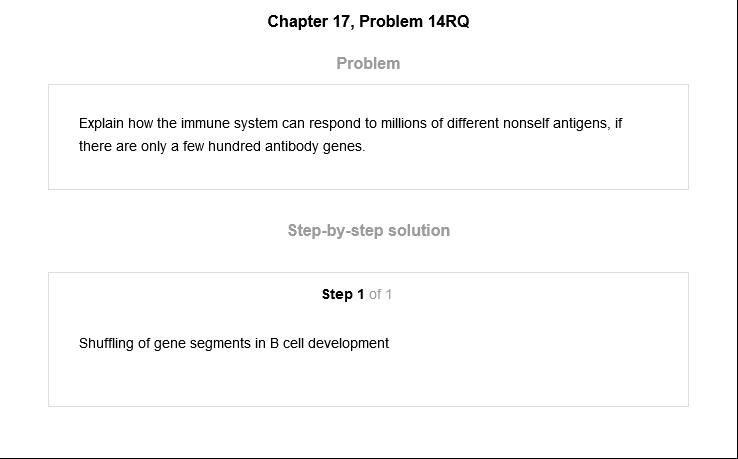 Chapter 17, Problem 14RQ
Problem
Explain how the immune system can respond to millions of different nonself antigens, if
there are only a few hundred antibody genes.
Step-by-step solution
Step 1 of 1
Shuffling of gene segments in B cell development